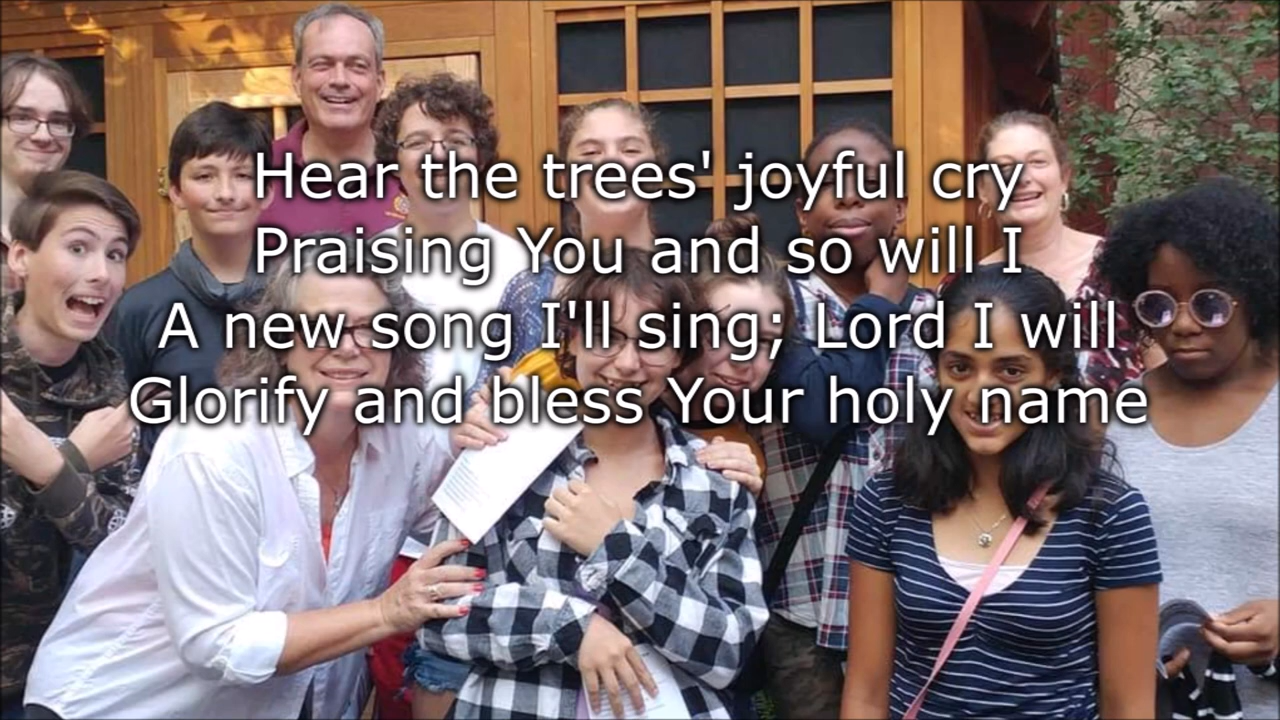 Hear the trees' joyful cry
Praising You and so will I
A new song I'll sing; Lord I will
Glorify and bless Your holy name